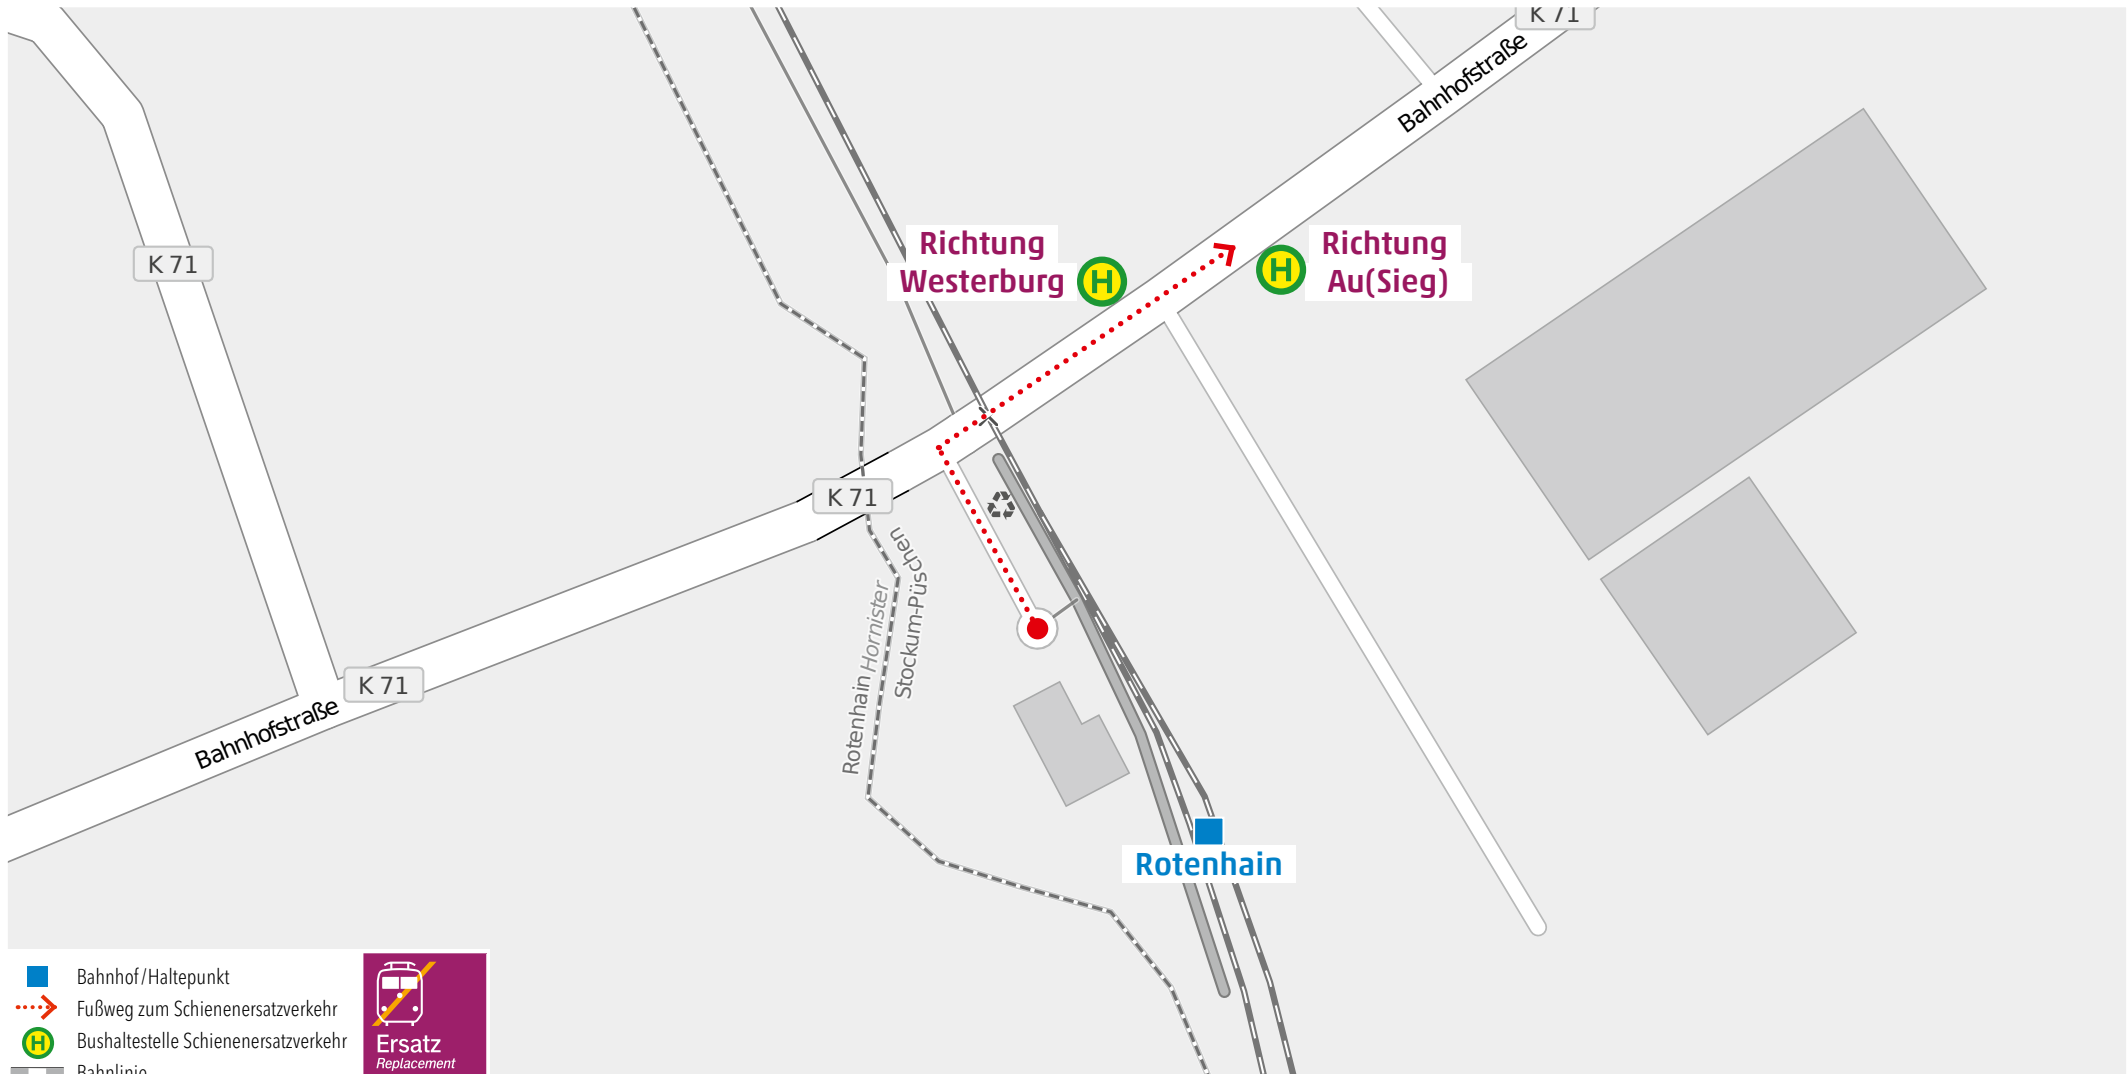 K 71
Bahnhofstraße
K 71
Richtung
Westerburg
H
H
Richtung
Au(Sieg)
K 71
K 71
Bahnhofstraße
Rotenhain Hornister
Stockum-Püschen
Rotenhain
Bahnhof/Haltepunkt
Fußweg zum Schienenersatzverkehr
H Bushaltestelle Schienenersatzverkehr
Bahnlinie
Ersatz
Replacement